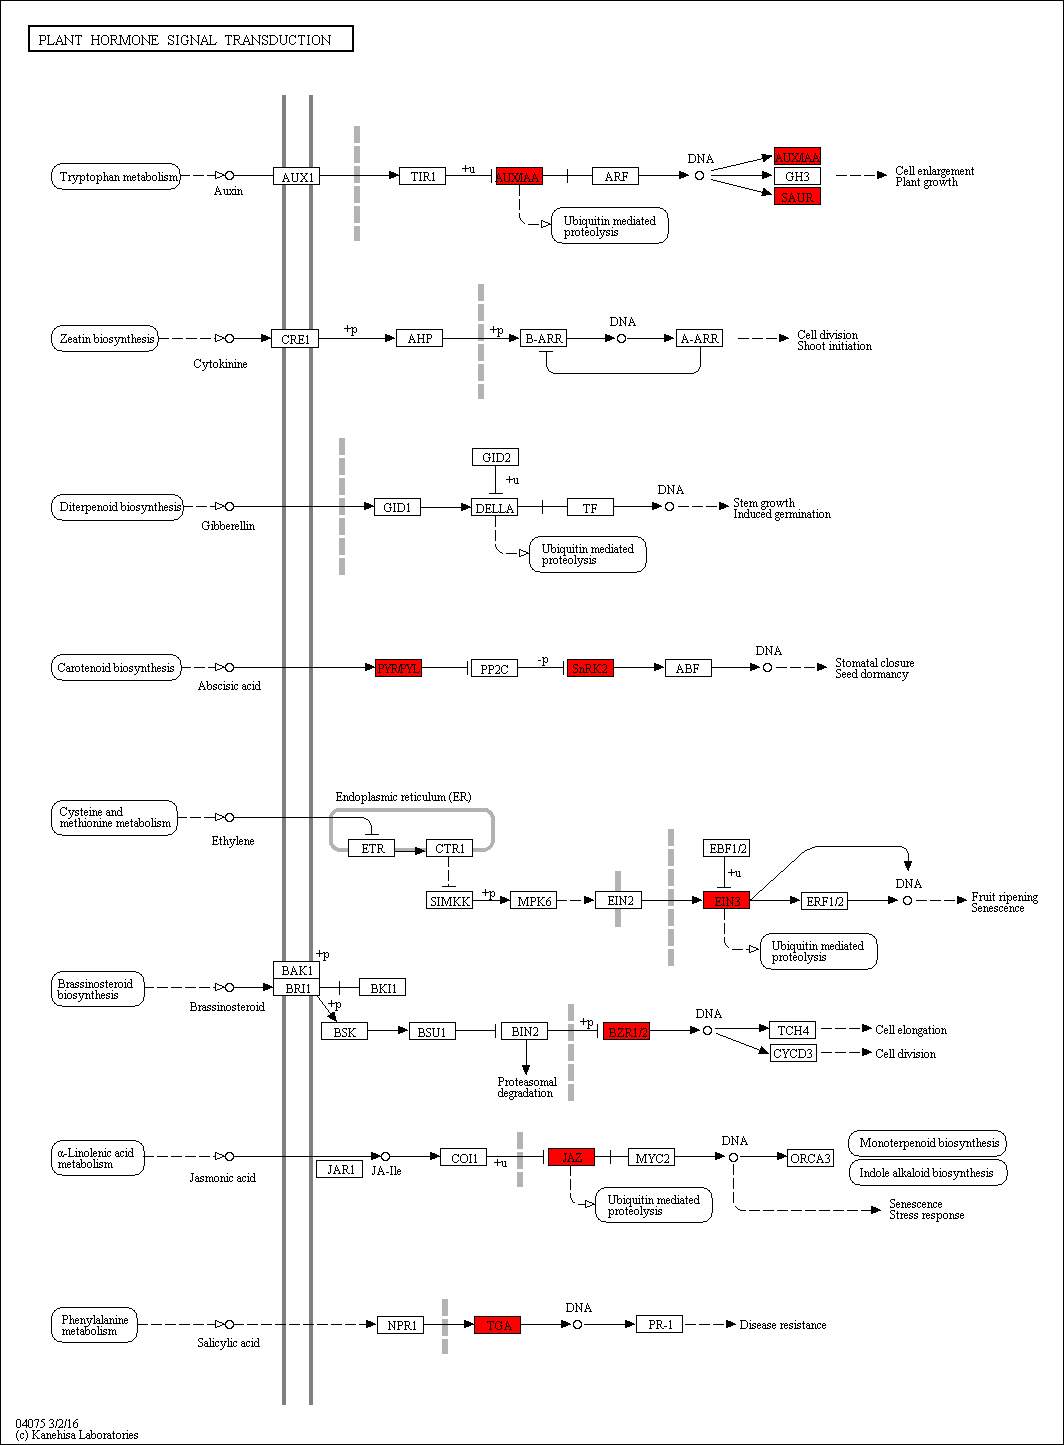 PLANT HORMONE SIGNAL TRANSDUCTION
DNA
Tryptophan metabolism
Auxin
AUX1
TIR1
+u
AUX/IAA
ARF
AUX/IAA
GH3
SAUR
Cell enlargement
Plant growth
Ubiquitin mediated
proteolysis
Zeatin biosynthesis
Cytokinine
CRE1
+p
AHP
+p
B-ARR
DNA
A-ARR
Cell division
Shoot initiation
GID2
+u
Diterpenoid biosynthesis
Gibberellin
GID1
DELLA
TF
DNA
Stem growth
Induced germination
Ubiquitin mediated
proteolysis
Carotenoid biosynthesis
Abscisic acid
PYR/PYL
PP2C
-p
SnRK2
ABF
DNA
Stomatal closure
Seed dormancy
Endoplasmic reticulum (ER)
Cysteine and
methionine metabolism
Ethylene
ETR
CTR1
SIMKK
+p
MPK6
EIN2
EBF1/2
+u
EIN3
ERF1/2
DNA
Fruit ripening
Senescence
Ubiquitin mediated
proteolysis
Brassinosteroid
biosynthesis
Brassinosteroid
BAK1
+p
BRI1
BKI1
+p
BSK
BSU1
BIN2
+p
BZR1/2
DNA
TCH4
CYCD3
Cell elongation
Cell division
Proteasomal
degradation
α-Linolenic acid
metabolism
Jasmonic acid
JAR1
JA-Ile
COI1
+u
JAZ
MYC2
DNA
ORCA3
Monoterpenoid biosynthesis
Indole alkaloid biosynthesis
Ubiquitin mediated
proteolysis
Senescence
Stress response
Phenylalanine
metabolism
Salicylic acid
NPR1
TGA
DNA
PR-1
Disease resistance
04075 3/2/16
(c) Kanehisa Laboratories